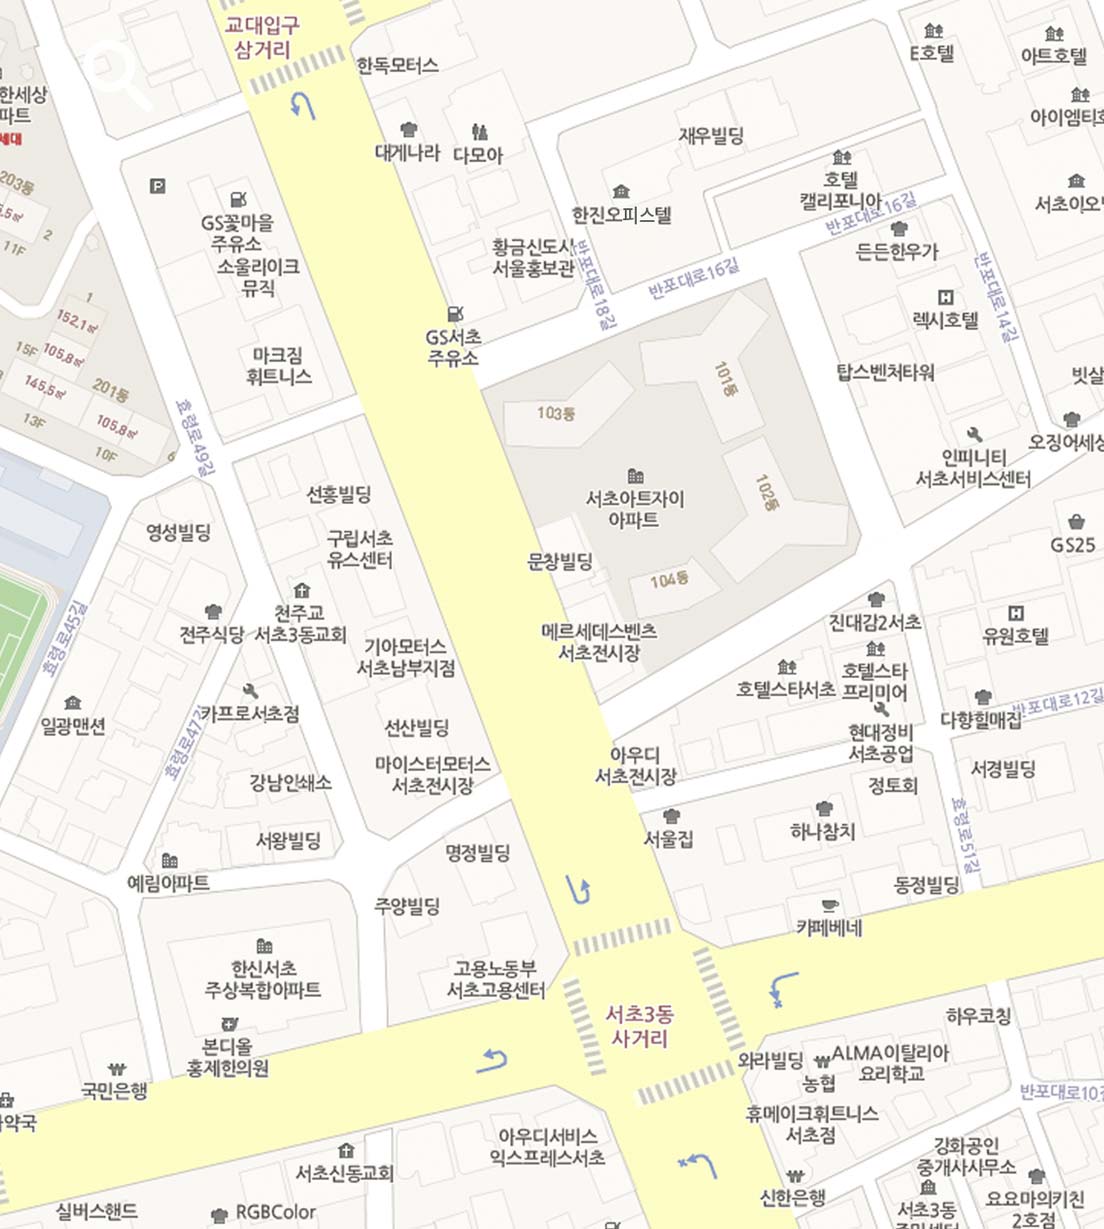 교대입구
삼거리
한독모터스
E호텔
아트호텔
한세상
파트
세대
203동
2
11F
대게나라
다모아
재우빌딩
GS꽃마을
주유소
소울라이크
뮤직
한진오피스텔
호텔
캘리포니아
반포대로16길
든든한우가
황금신도시
서울홍보관
반포대로18길
반포대로16길
반포대로14길
렉시호텔
GS서초
주유소
1
152.1㎡
15F
105.8㎡
145.5㎡
201동
105.8㎡
13F
10F
6
마크짐
휘트니스
효령로49길
103동
101동
102동
104동
서초아트자이
아파트
탑스벤처타워
빗살
오징어세상
인피니티
서초서비스센터
GS25
선홍빌딩
영성빌딩
구립서초
유스센터
문창빌딩
효령로45길
전주식당
천주교
서초3동교회
기아모터스
서초남부지점
메르세데스벤츠
서초전시장
진대감2서초
유원호텔
호텔스타서초
호텔스타
프리미어
다향힐매집
반포대로12길
일광맨션
카프로서초점
효령로47길
선산빌딩
현대정비
서초공업
아우디
서초전시장
마이스터모터스
서초전시장
강남인쇄소
정토회
서경빌딩
효령로51길
서왕빌딩
명정빌딩
서울집
하나참치
예림아파트
주양빌딩
동정빌딩
카페베네
한신서초
주상복합아파트
고용노동부
서초고용센터
서초3동
사거리
하우코칭
본디올
홍제한의원
국민은행
약국
와라빌딩
농협
ALMA이탈리아
요리학교
반포대로10길
휴메이크휘트니스
서초점
아우디서비스
익스프레스서초
서초신동교회
강화공인
중개사사무소
신한은행
요요마의키친
2호점
서초3동
실버스핸드
RGBColor